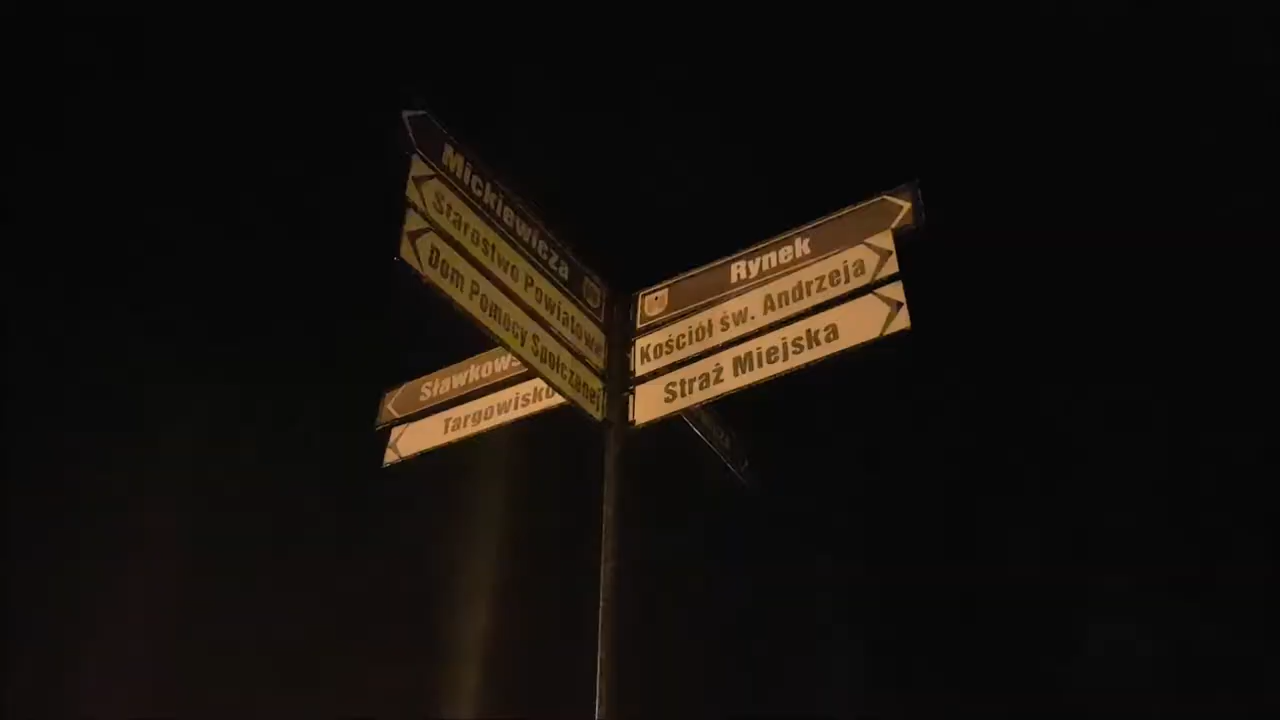 Mickiewicza
Starostwo Powiatowe
Dom Pomocy Społecznej
Rynek
Kościół św. Andrzeja
Straż Miejska
Targowisko